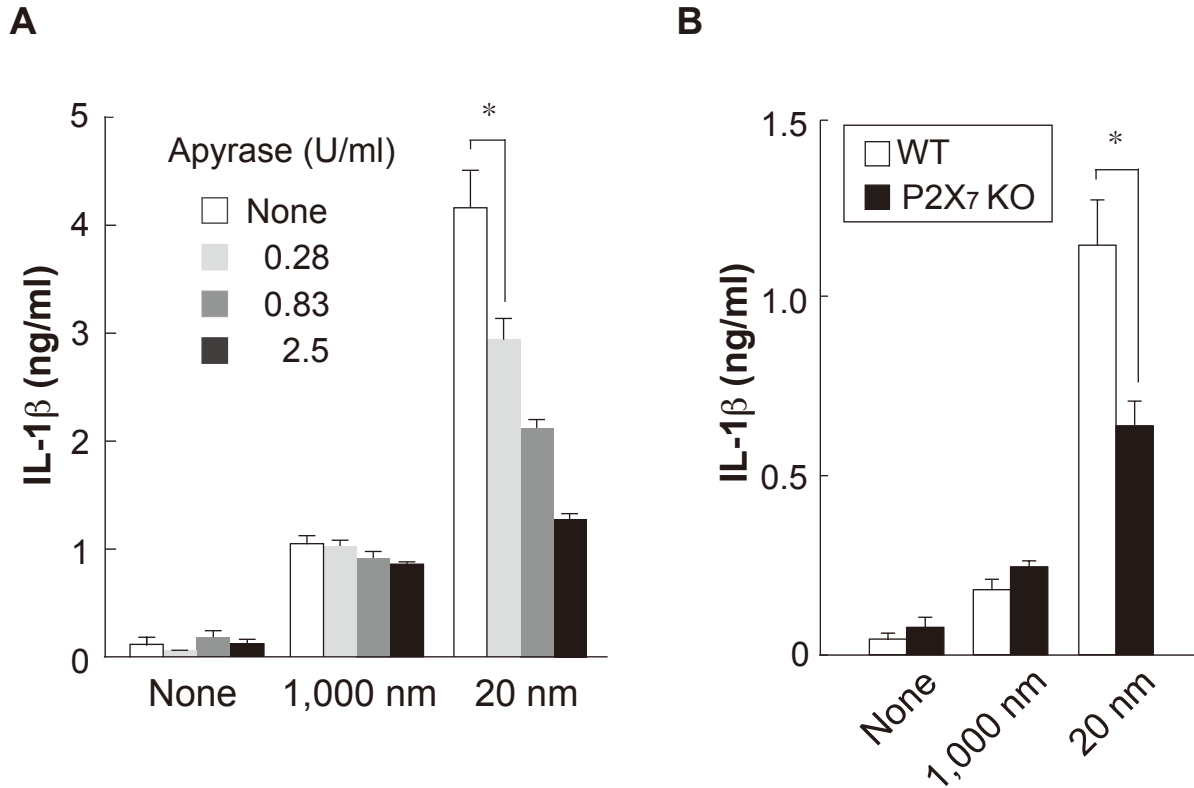 A
IL-1β (ng/ml)
5
4
3
2
1
0
Apyrase (U/ml)
None
0.28
0.83
2.5
*
None 1,000 nm 20 nm
B
IL-1β (ng/ml)
1.5
1.0
0.5
0
WT
P2X7 KO
*
None 1,000 nm 20 nm